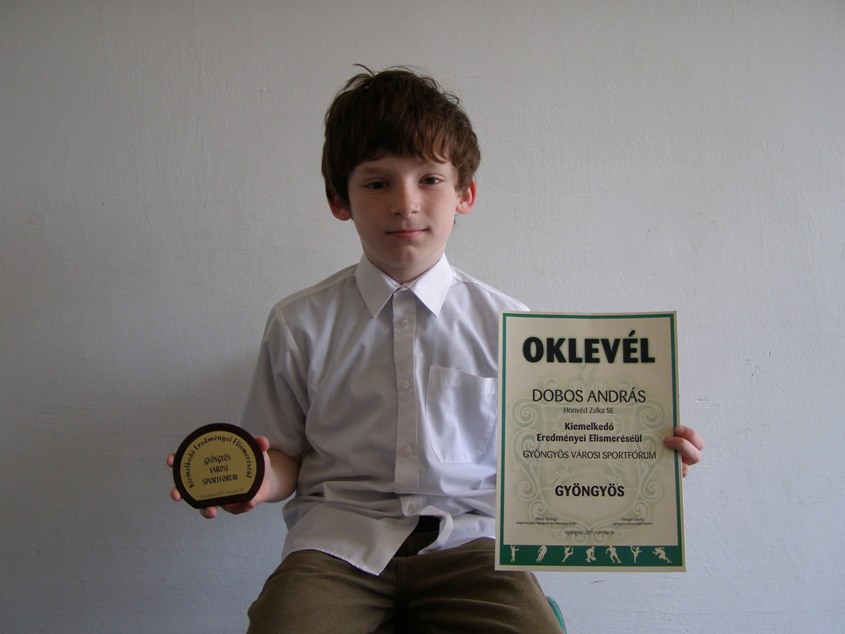 Kiemelkedő Eredményei Elismeréséül
GYÖNGYÖS
VÁROSI
SPORTFÓRUM
OKLEVÉL
DOBOS ANDRÁS
Honvéd Zalka SE
Kiemelkedő
Eredményei Elismeréséül
GYÖNGYÖS VÁROSI SPORTFÓRUM
GYÖNGYÖS